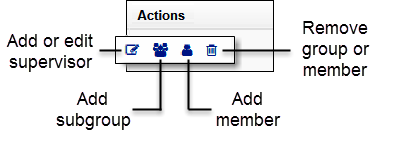 Actions
Add or edit
supervisor
Remove
group or
member
Add
subgroup
Add
member